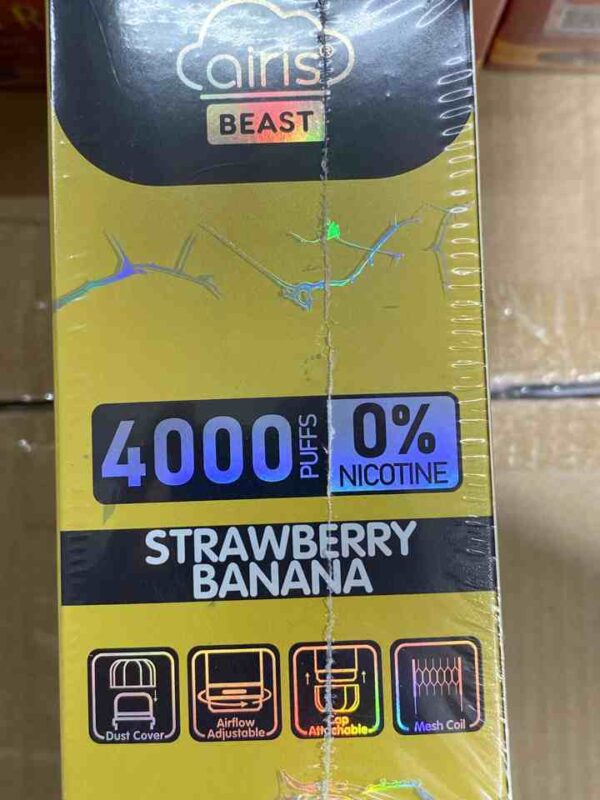 airis®
BEAST
4000 PUFFS
0%
NICOTINE
STRAWBERRY
BANANA
Dust Cover
Airflow
Adjustable
Cap
Attachable
Mesh Coil